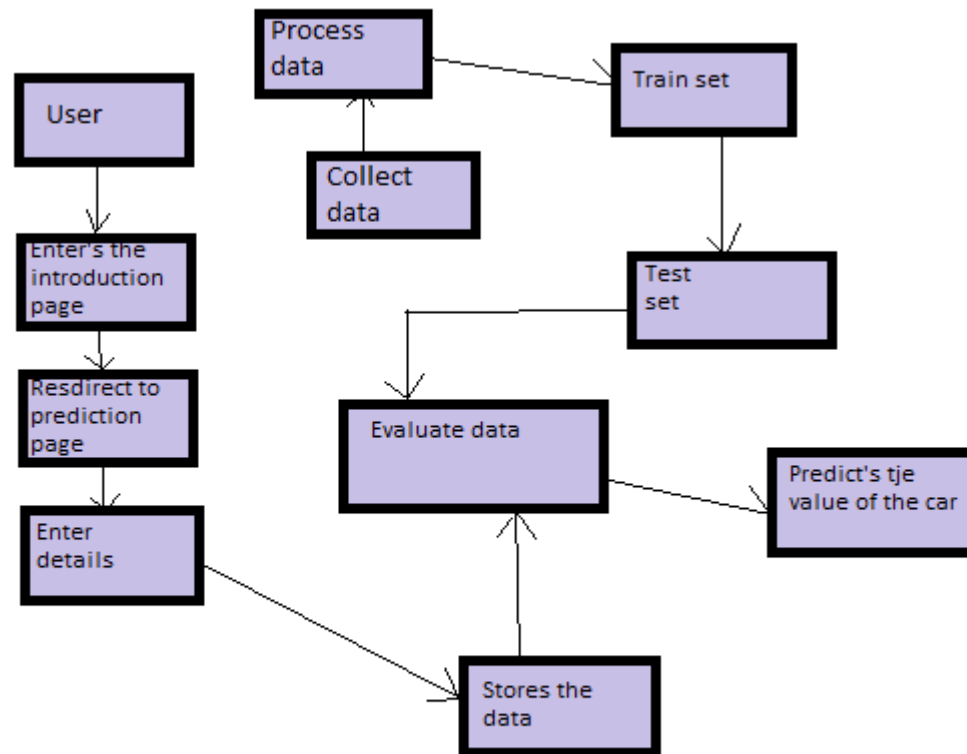 Process
data
Train set
User
Collect
data
Enter's the
introduction
page
Test
set
Resdirect to
prediction
page
Evaluate data
Predict's tje
value of the car
Enter
details
Stores the
data